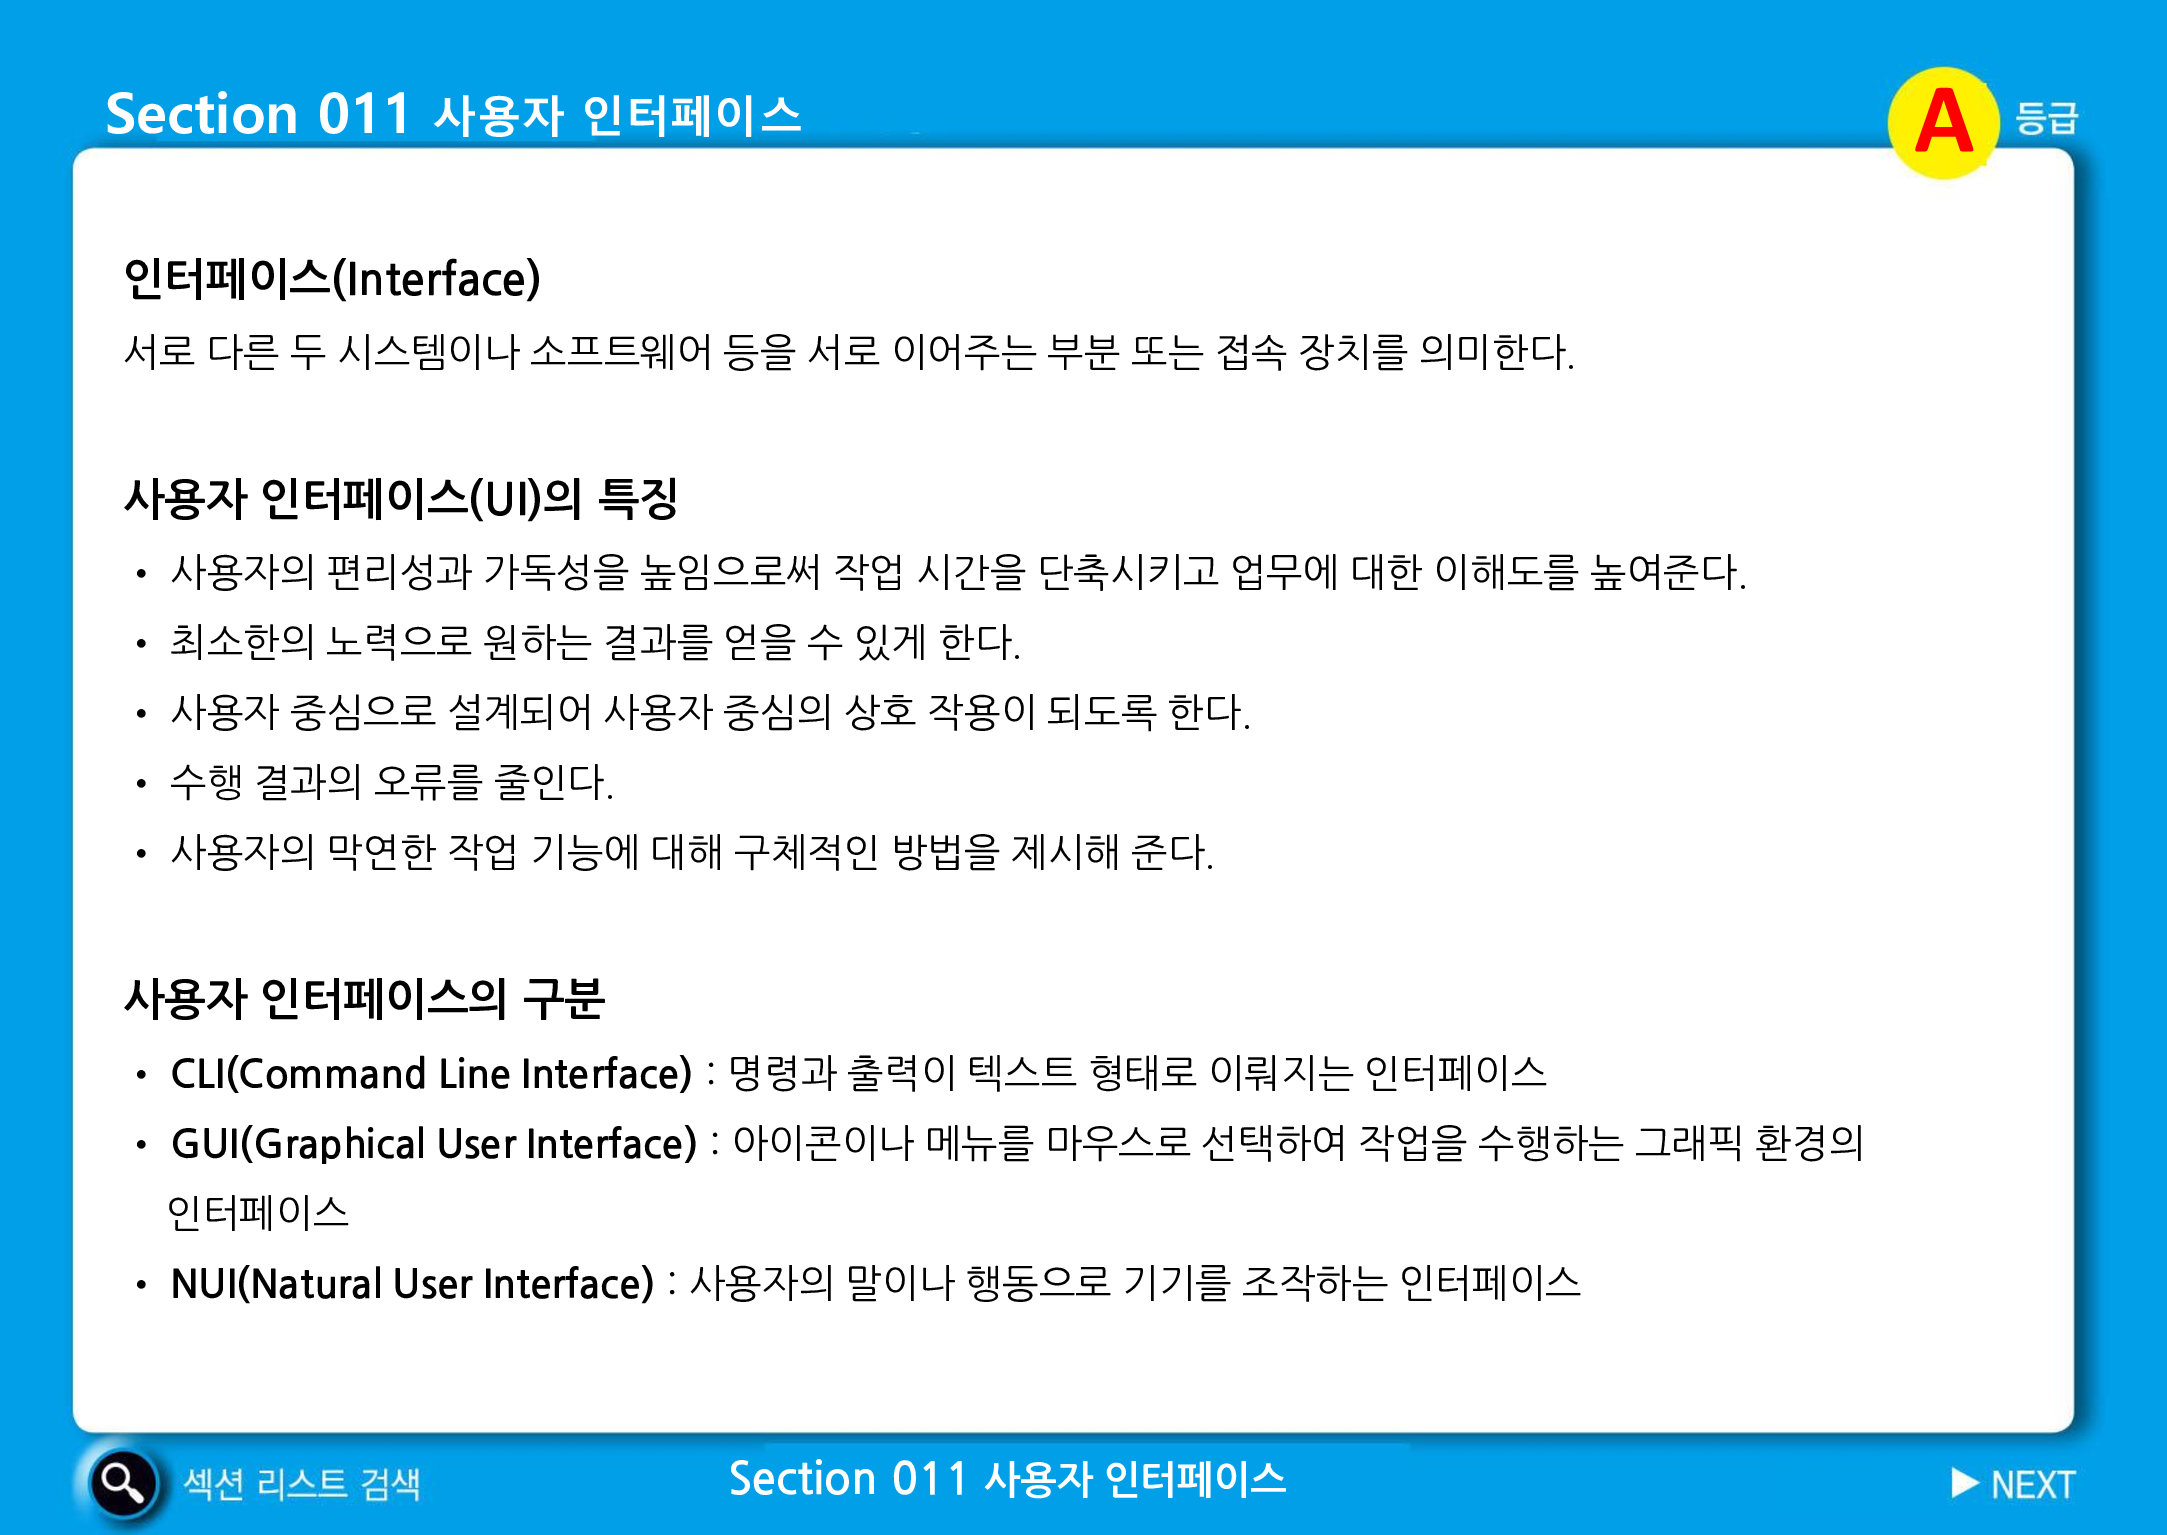 Section 011 사용자 인터페이스
A 등급
인터페이스(Interface)
서로 다른 두 시스템이나 소프트웨어 등을 서로 이어주는 부분 또는 접속 장치를 의미한다.
사용자 인터페이스(UI)의 특징
• 사용자의 편리성과 가독성을 높임으로써 작업 시간을 단축시키고 업무에 대한 이해도를 높여준다.
• 최소한의 노력으로 원하는 결과를 얻을 수 있게 한다.
• 사용자 중심으로 설계되어 사용자 중심의 상호 작용이 되도록 한다.
• 수행 결과의 오류를 줄인다.
• 사용자의 막연한 작업 기능에 대해 구체적인 방법을 제시해 준다.
사용자 인터페이스의 구분
• CLI(Command Line Interface) : 명령과 출력이 텍스트 형태로 이뤄지는 인터페이스
• GUI(Graphical User Interface) : 아이콘이나 메뉴를 마우스로 선택하여 작업을 수행하는 그래픽 환경의
인터페이스
• NUI(Natural User Interface) : 사용자의 말이나 행동으로 기기를 조작하는 인터페이스
섹션 리스트 검색
Section 011 사용자 인터페이스
▶ NEXT